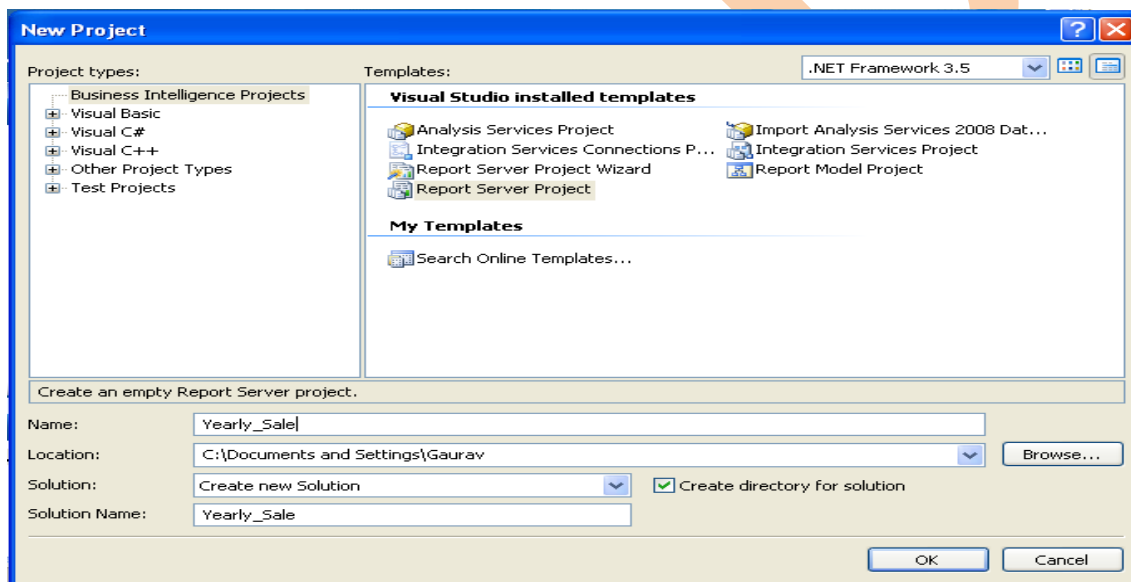 New Project
Project types:
Templates:
.NET Framework 3.5
Business Intelligence Projects
Visual Basic
Visual C#
Visual C++
Other Project Types
Test Projects
Visual Studio installed templates
Analysis Services Project
Import Analysis Services 2008 Dat...
Integration Services Connections P...
Integration Services Project
Report Server Project Wizard
Report Model Project
Report Server Project
My Templates
Search Online Templates...
Create an empty Report Server project.
Name:
Yearly_Sale
Location:
C:\Documents and Settings\Gaurav
Browse...
Solution:
Create new Solution
Create directory for solution
Solution Name:
Yearly_Sale
OK
Cancel